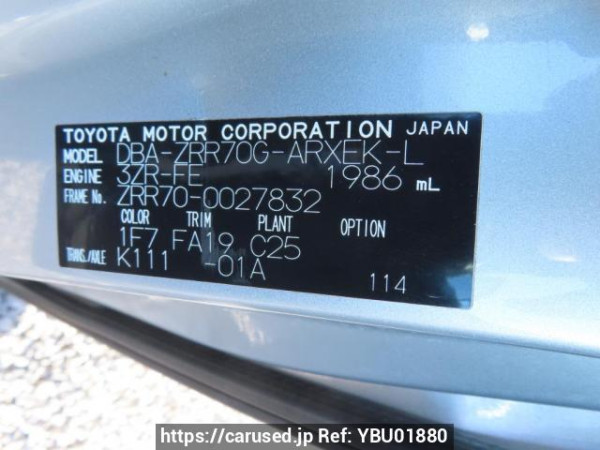 TOYOTA MOTOR CORPORATION JAPAN
MODEL DBA-ZRR70G-ARXEK-L
ENGINE 3ZR-FE 1986 mL
FRAME No. ZRR70-0027832
COLOR TRIM PLANT OPTION
1F7 FA19 C25
TRANS./AXLE K111 -01A
114
https://carused.jp Ref: YBU01880